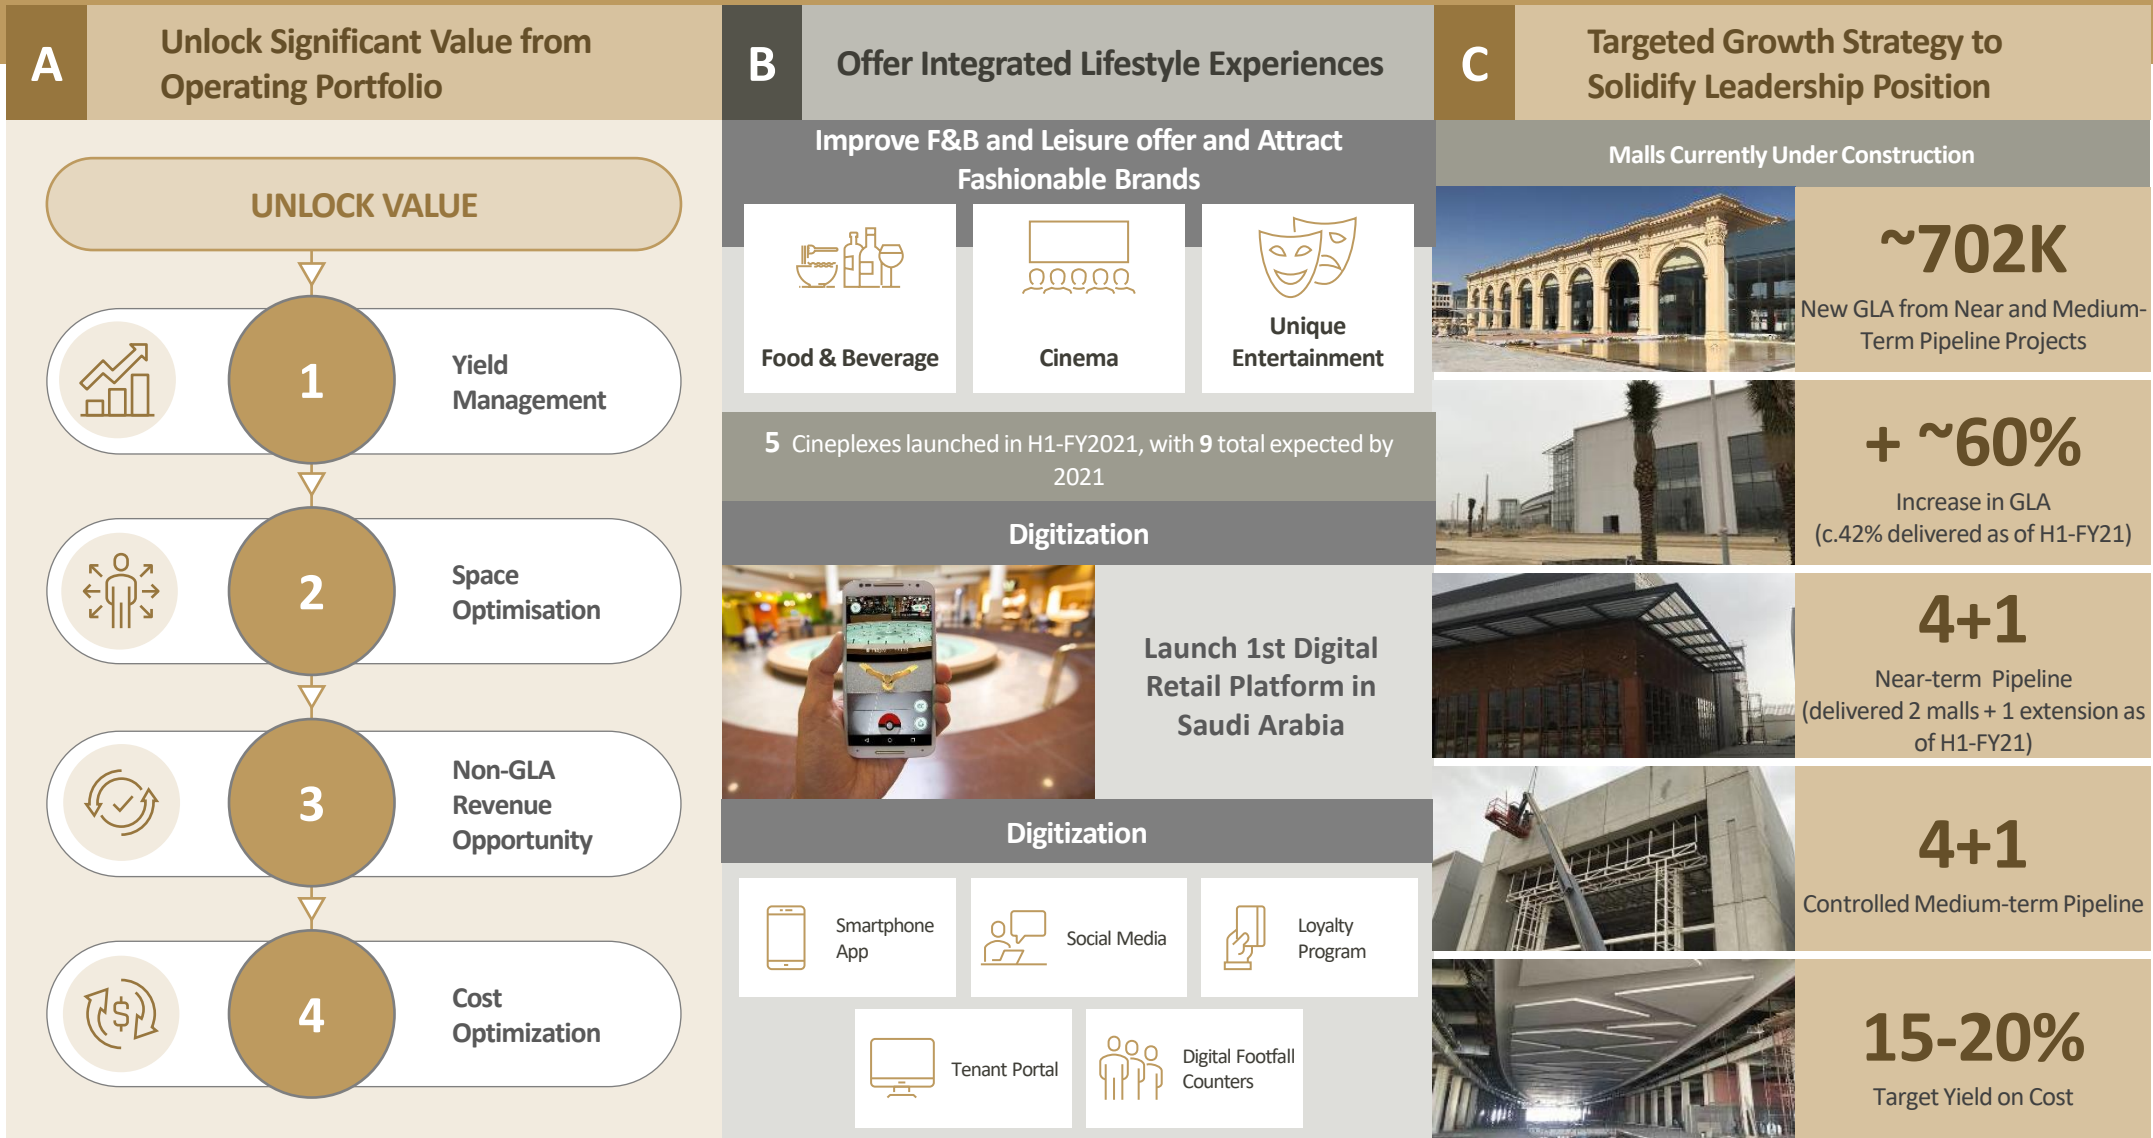 A
Unlock Significant Value from
Operating Portfolio
UNLOCK VALUE
1
Yield
Management
2
Space
Optimisation
3
Non-GLA
Revenue
Opportunity
4
Cost
Optimization
B
Offer Integrated Lifestyle Experiences
Improve F&B and Leisure offer and Attract
Fashionable Brands
Food & Beverage
Cinema
Unique
Entertainment
5 Cineplexes launched in H1-FY2021, with 9 total expected by
2021
Digitization
Launch 1st Digital
Retail Platform in
Saudi Arabia
Digitization
Smartphone
App
Social Media
Loyalty
Program
Tenant Portal
Digital Footfall
Counters
C
Targeted Growth Strategy to
Solidify Leadership Position
Malls Currently Under Construction
~702K
New GLA from Near and Medium-
Term Pipeline Projects
+ ~60%
Increase in GLA
(c.42% delivered as of H1-FY21)
4+1
Near-term Pipeline
(delivered 2 malls + 1 extension as
of H1-FY21)
4+1
Controlled Medium-term Pipeline
15-20%
Target Yield on Cost